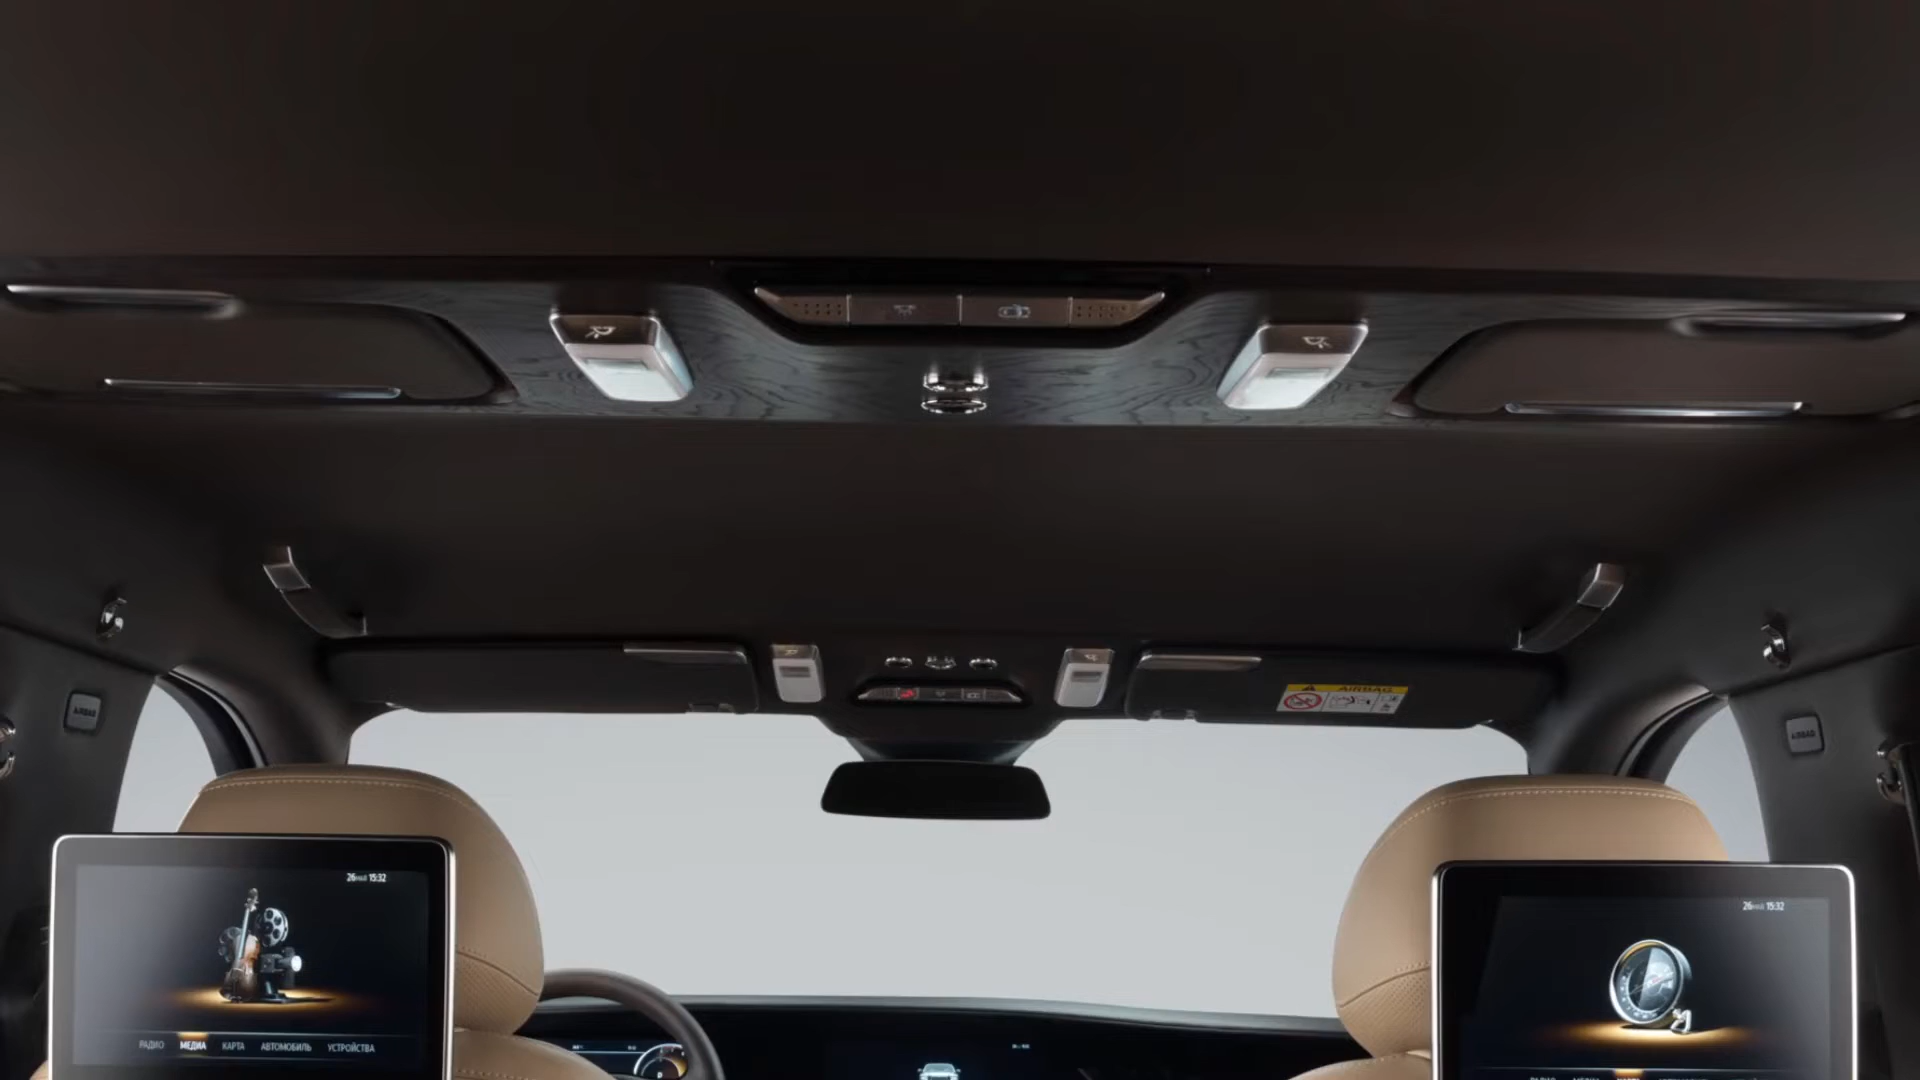 AIRBAG
AIRBAG
AIRBAG
26 МАЙ 15:32
РАДИО МЕДИА КАРТА АВТОМОБИЛЬ УСТРОЙСТВА
26 МАЙ 15:32